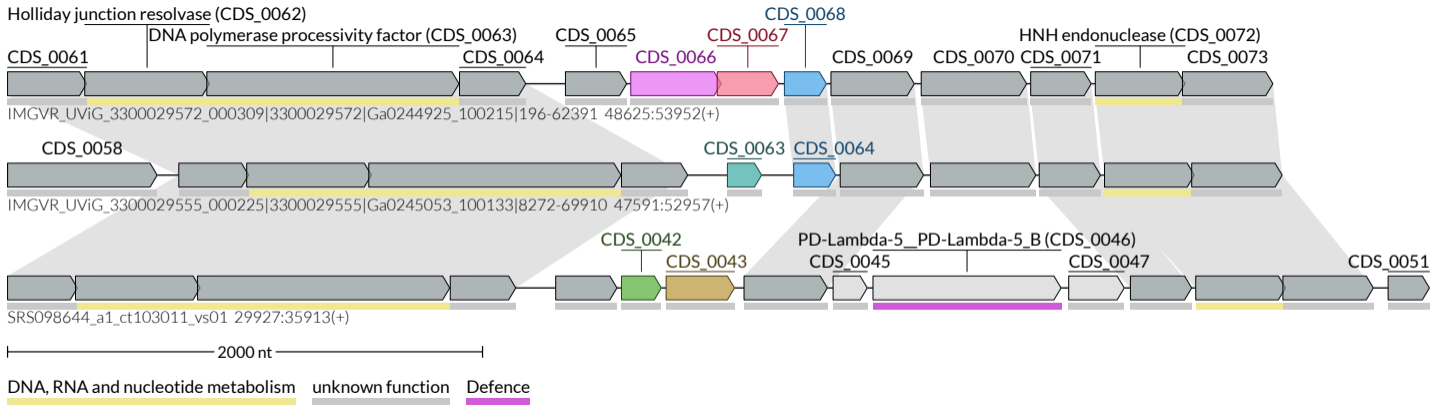 Holliday junction resolvase (CDS_0062) CDS_0068
DNA polymerase processivity factor (CDS_0063) CDS_0065 CDS_0067 HNH endonuclease (CDS_0072)
CDS_0061 CDS_0064 CDS_0066 CDS_0069 CDS_0070 CDS_0071 CDS_0073
IMGVR_UViG_3300029572_000309|3300029572|Ga0244925_100215|196-62391 48625:53952(+)
CDS_0058 CDS_0063 CDS_0064
IMGVR_UViG_3300029555_000225|3300029555|Ga0245053_100133|8272-69910 47591:52957(+)
CDS_0042 PD-Lambda-5__PD-Lambda-5_B (CDS_0046)
CDS_0043 CDS_0045 CDS_0047 CDS_0051
SRS098644_a1_ct103011_vs01 29927:35913(+)
2000 nt
DNA, RNA and nucleotide metabolism unknown function Defence